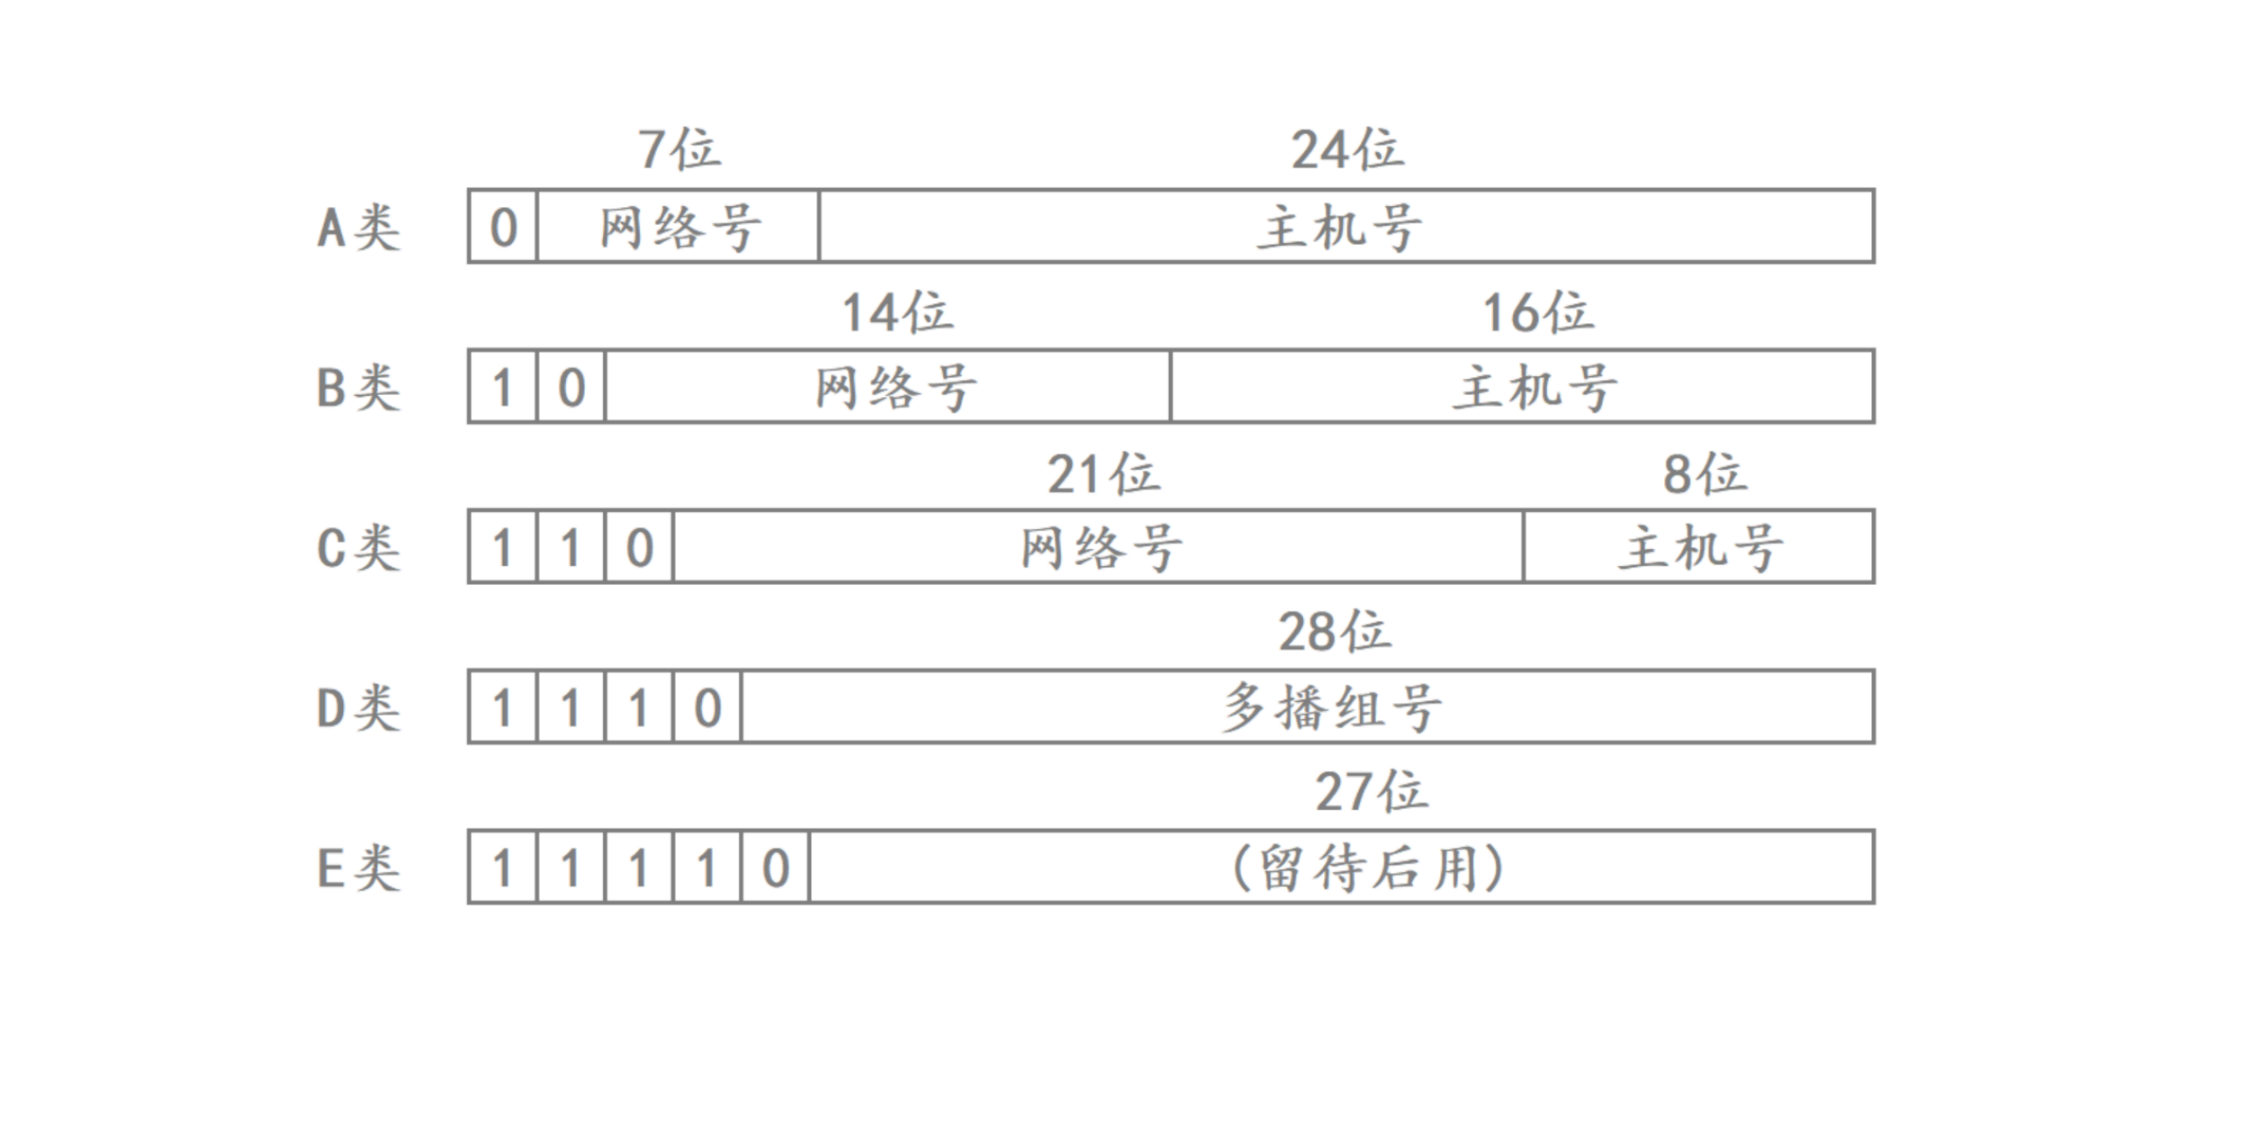 7位 24位
A类 0 网络号 主机号
14位 16位
B类 1 0 网络号 主机号
21位 8位
C类 1 1 0 网络号 主机号
28位
D类 1 1 1 0 多播组号
27位
E类 1 1 1 1 0 (留待后用)